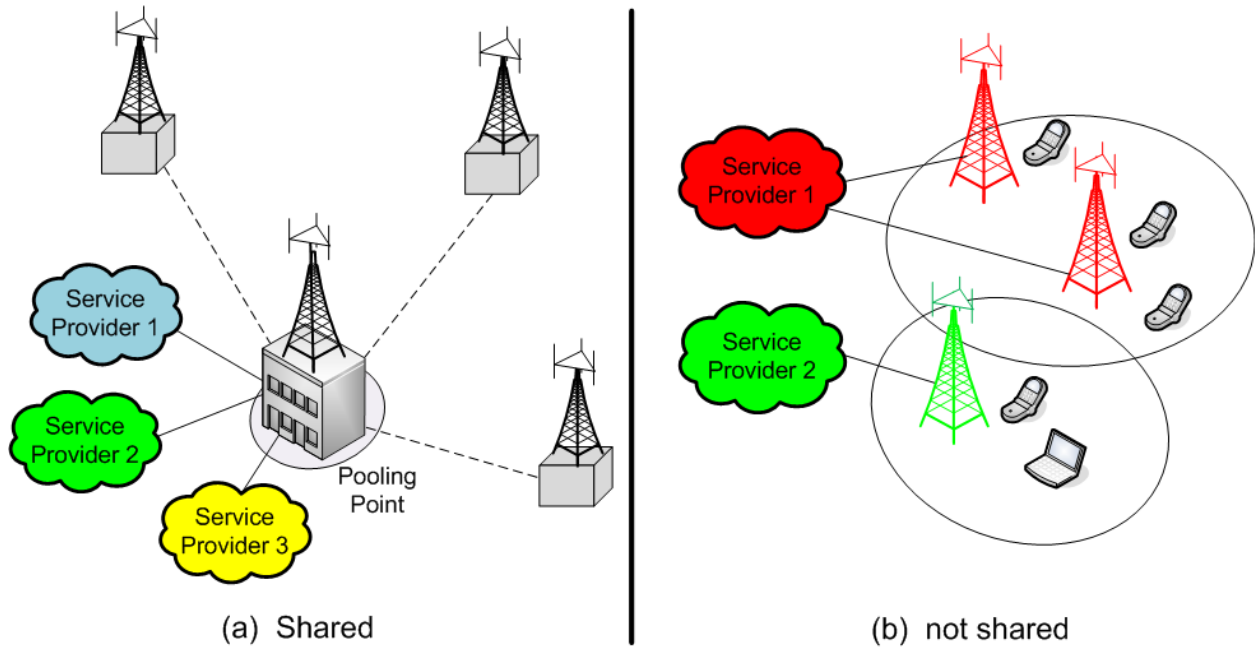 Service
Provider 1
Service
Provider 2
Service
Provider 3
Pooling
Point
(a) Shared
Service
Provider 1
Service
Provider 2
(b) not shared